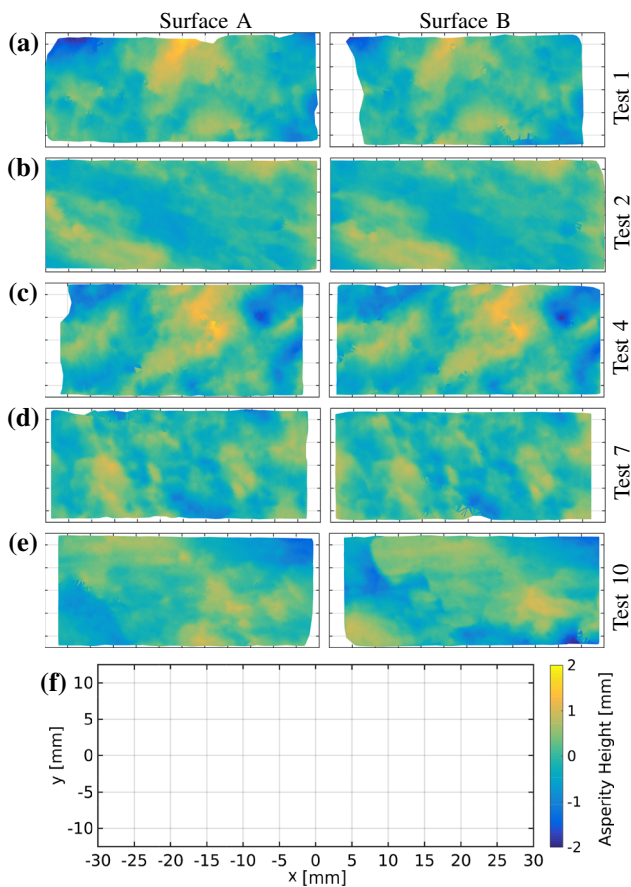 Surface A Surface B
(a) Test 1
(b) Test 2
(c) Test 4
(d) Test 7
(e) Test 10
(f)
10
5
0
-5
-10
y [mm]
-30 -25 -20 -15 -10 -5 0 5 10 15 20 25 30
x [mm]
2
1
0
-1
-2
Asperity Height [mm]